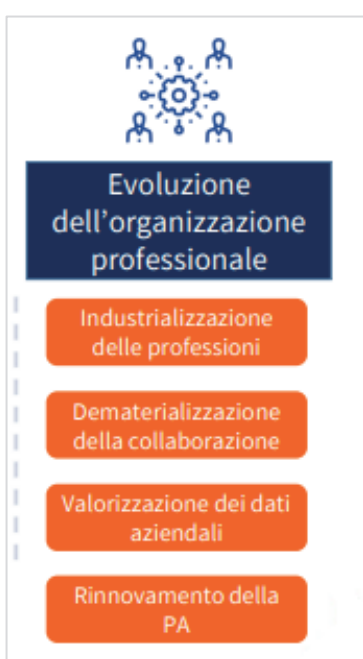 Evoluzione
dell'organizzazione
professionale
Industrializzazione
delle professioni
Dematerializzazione
della collaborazione
Valorizzazione dei dati
aziendali
Rinnovamento della
PA